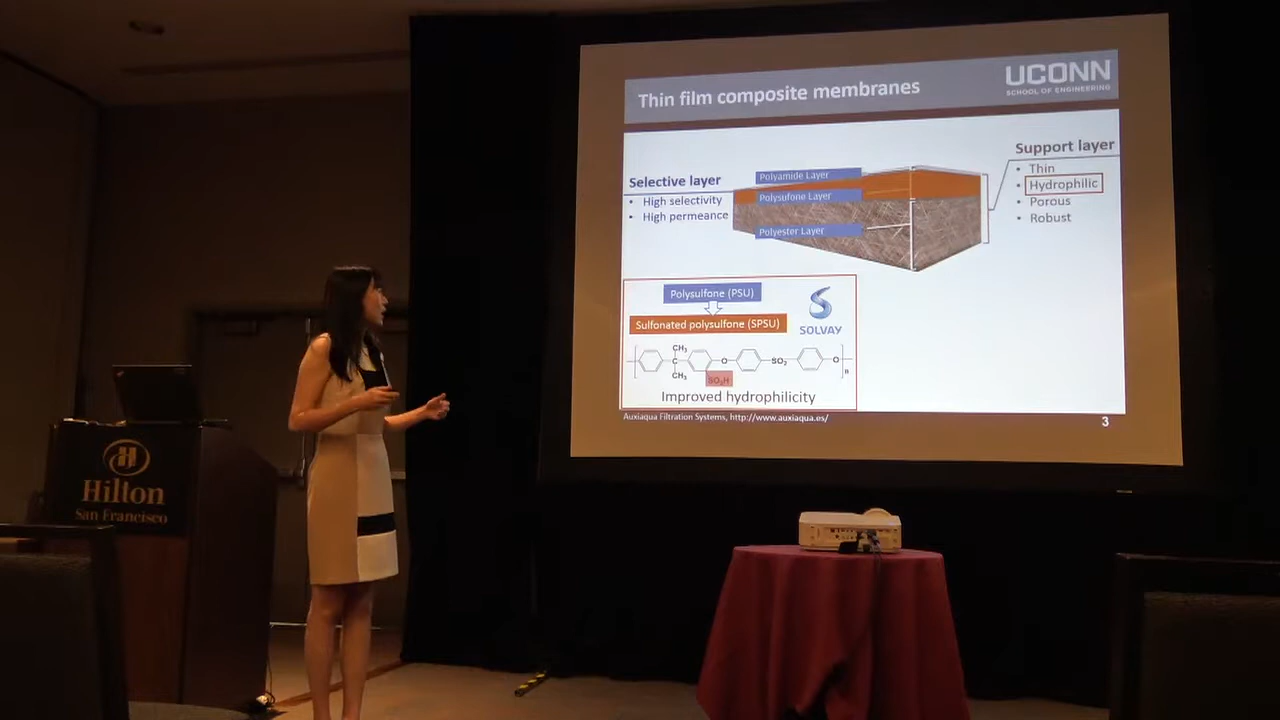 Thin film composite membranes
UCONN
SCHOOL OF ENGINEERING
Selective layer
• High selectivity
• High permeance
Polyamide Layer
Polysufone Layer
Polyester Layer
Support layer
• Thin
• Hydrophilic
• Porous
• Robust
Polysulfone (PSU)
Sulfonated polysulfone (SPSU)
SOLVAY
CH3
C
CH3
O
SO2
O
n
SO3H
Improved hydrophilicity
Auxiaqua Filtration Systems, http://www.auxiaqua.es/
3
H
Hilton
San Francisco